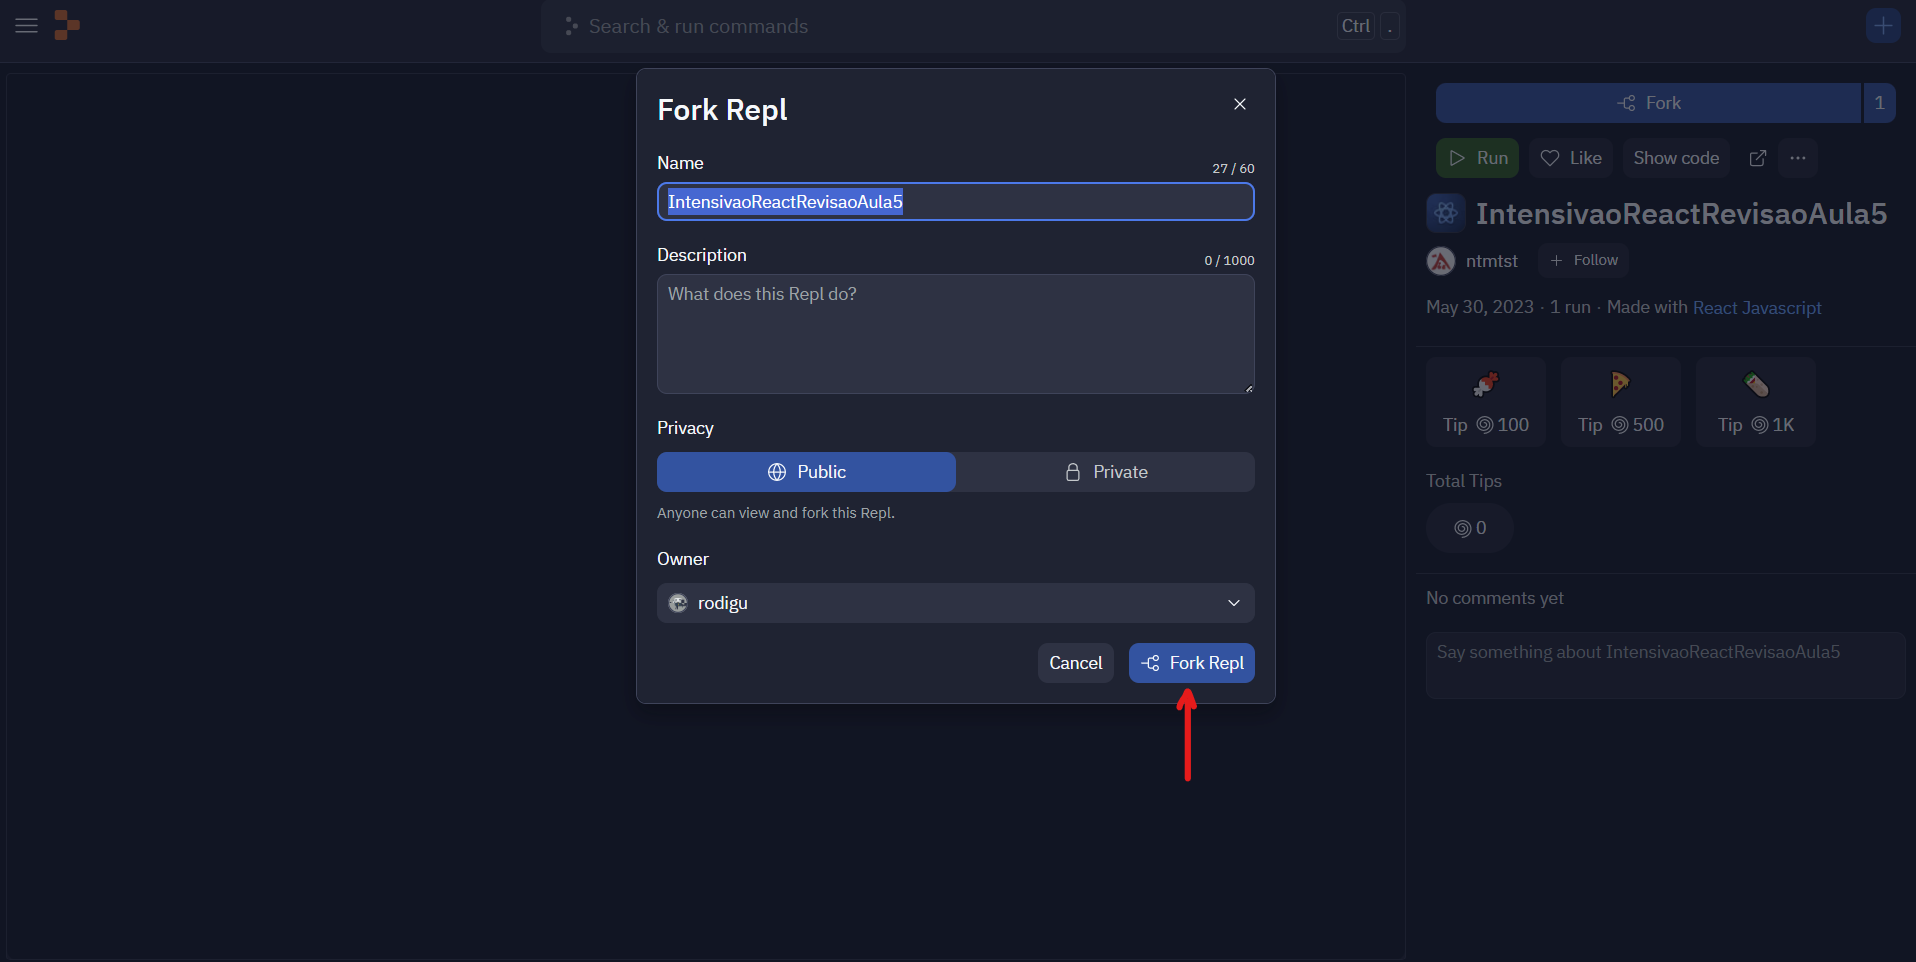 Search & run commands Ctrl .
Fork Repl
Name 27 / 60
IntensivaoReactRevisaoAula5
Description 0 / 1000
What does this Repl do?
Privacy
Public Private
Anyone can view and fork this Repl.
Owner
rodigu
Cancel Fork Repl
Fork 1
Run Like Show code
IntensivaoReactRevisaoAula5
ntmtst + Follow
May 30, 2023 · 1 run · Made with React Javascript
Tip 100 Tip 500 Tip 1K
Total Tips
0
No comments yet
Say something about IntensivaoReactRevisaoAula5